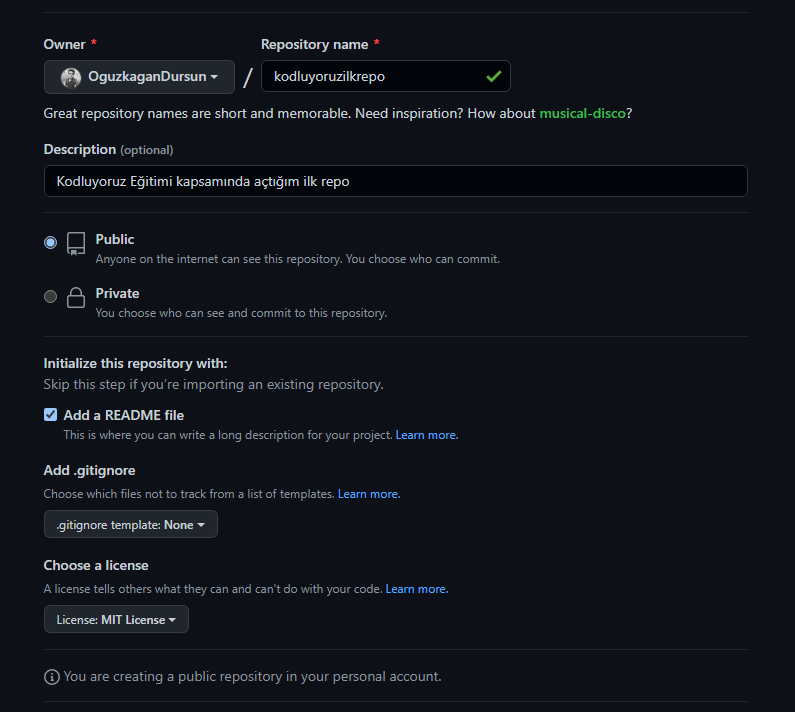 Owner * Repository name *
OguzkaganDursun / kodluyoruzilkrepo
Great repository names are short and memorable. Need inspiration? How about musical-disco?
Description (optional)
Kodluyoruz Eğitimi kapsamında açtığım ilk repo
Public
Anyone on the internet can see this repository. You choose who can commit.
Private
You choose who can see and commit to this repository.
Initialize this repository with:
Skip this step if you're importing an existing repository.
Add a README file
This is where you can write a long description for your project. Learn more.
Add .gitignore
Choose which files not to track from a list of templates. Learn more.
.gitignore template: None
Choose a license
A license tells others what they can and can't do with your code. Learn more.
License: MIT License
You are creating a public repository in your personal account.